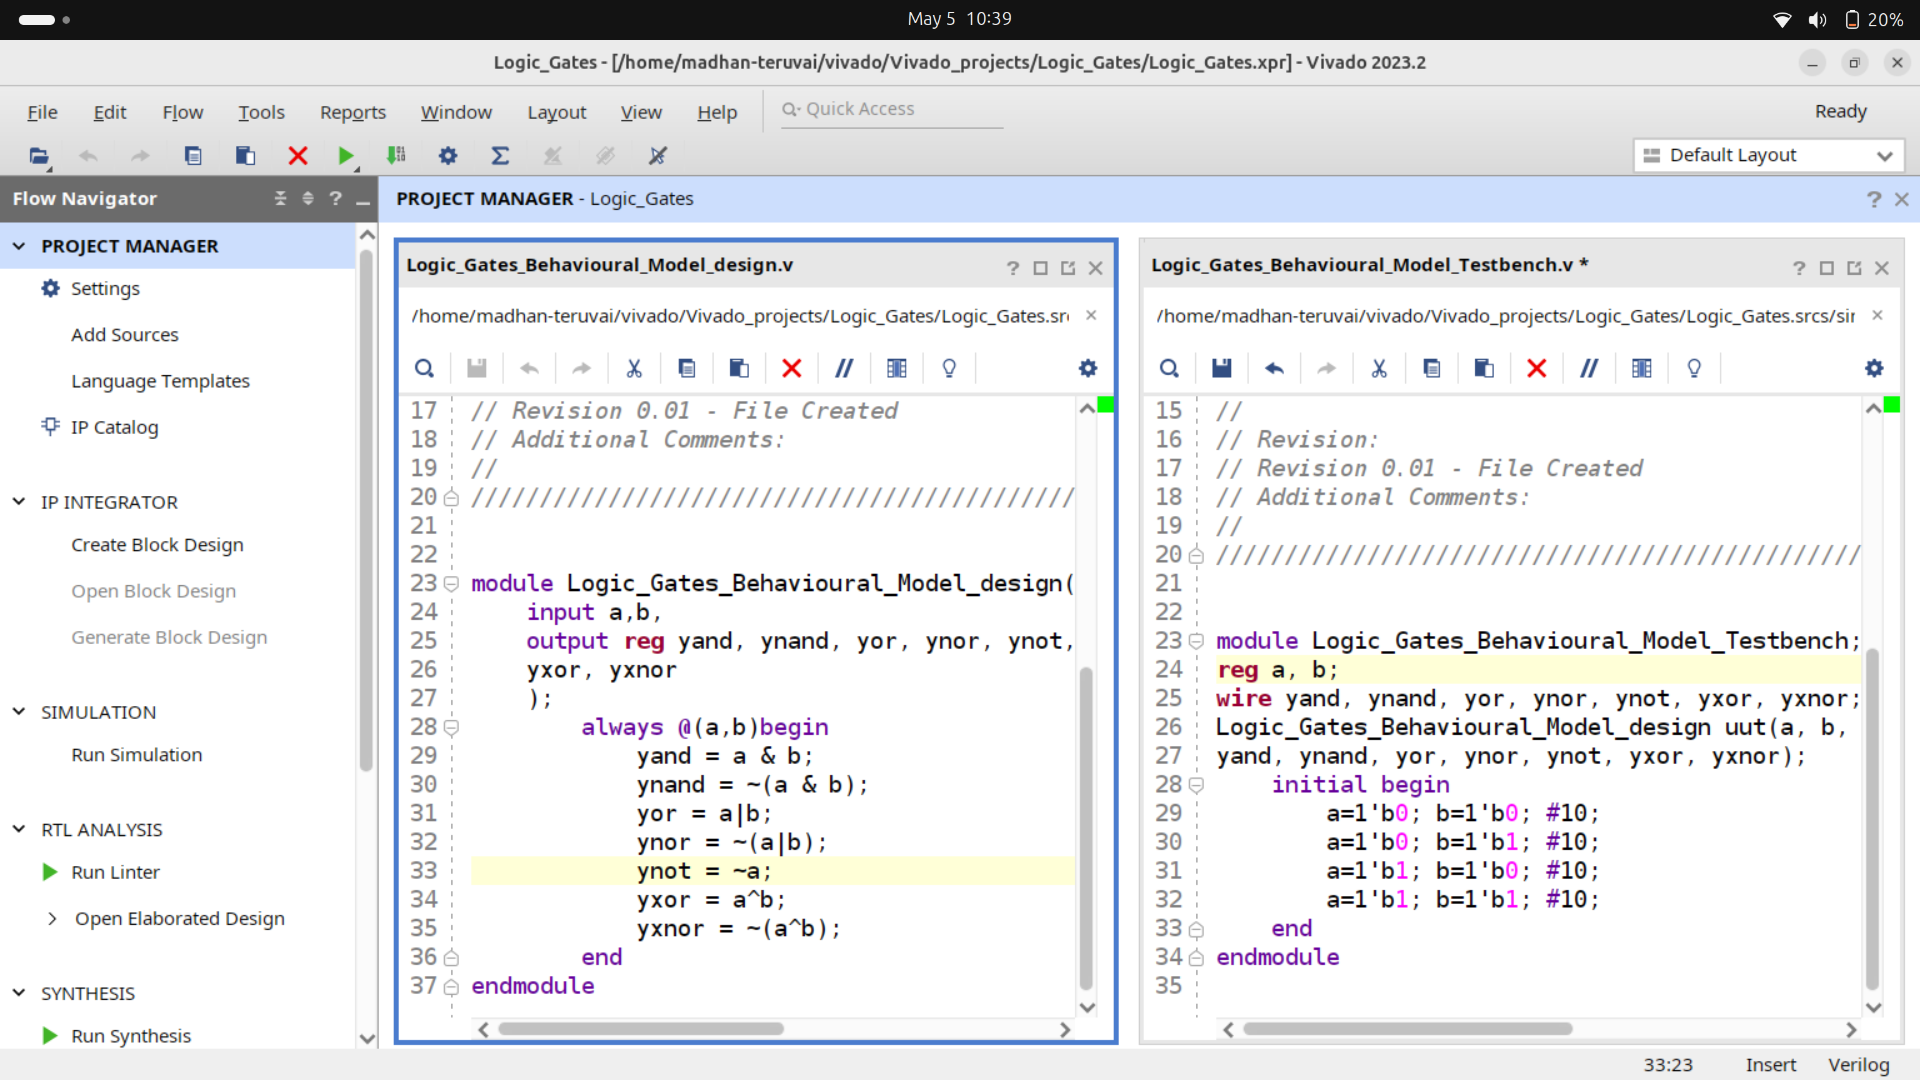 May 5 10:39
20%
Logic_Gates - [/home/madhan-teruvai/vivado/Vivado_projects/Logic_Gates/Logic_Gates.xpr] - Vivado 2023.2
File Edit Flow Tools Reports Window Layout View Help Quick Access Ready
Default Layout
Flow Navigator
PROJECT MANAGER - Logic_Gates
PROJECT MANAGER
Settings
Add Sources
Language Templates
IP Catalog
IP INTEGRATOR
Create Block Design
Open Block Design
Generate Block Design
SIMULATION
Run Simulation
RTL ANALYSIS
Run Linter
Open Elaborated Design
SYNTHESIS
Run Synthesis
Logic_Gates_Behavioural_Model_design.v
/home/madhan-teruvai/vivado/Vivado_projects/Logic_Gates/Logic_Gates.sr
17 // Revision 0.01 - File Created
18 // Additional Comments:
19 //
20 ////////////////////////////////////////////
21
22
23 module Logic_Gates_Behavioural_Model_design(
24 input a,b,
25 output reg yand, ynand, yor, ynor, ynot,
26 yxor, yxnor
27 );
28 always @(a,b)begin
29 yand = a & b;
30 ynand = ~(a & b);
31 yor = a|b;
32 ynor = ~(a|b);
33 ynot = ~a;
34 yxor = a^b;
35 yxnor = ~(a^b);
36 end
37 endmodule
Logic_Gates_Behavioural_Model_Testbench.v *
/home/madhan-teruvai/vivado/Vivado_projects/Logic_Gates/Logic_Gates.srcs/sir
15 //
16 // Revision:
17 // Revision 0.01 - File Created
18 // Additional Comments:
19 //
20 ///////////////////////////////////////////////
21
22
23 module Logic_Gates_Behavioural_Model_Testbench;
24 reg a, b;
25 wire yand, ynand, yor, ynor, ynot, yxor, yxnor;
26 Logic_Gates_Behavioural_Model_design uut(a, b,
27 yand, ynand, yor, ynor, ynot, yxor, yxnor);
28 initial begin
29 a=1'b0; b=1'b0; #10;
30 a=1'b0; b=1'b1; #10;
31 a=1'b1; b=1'b0; #10;
32 a=1'b1; b=1'b1; #10;
33 end
34 endmodule
35
33:23 Insert Verilog